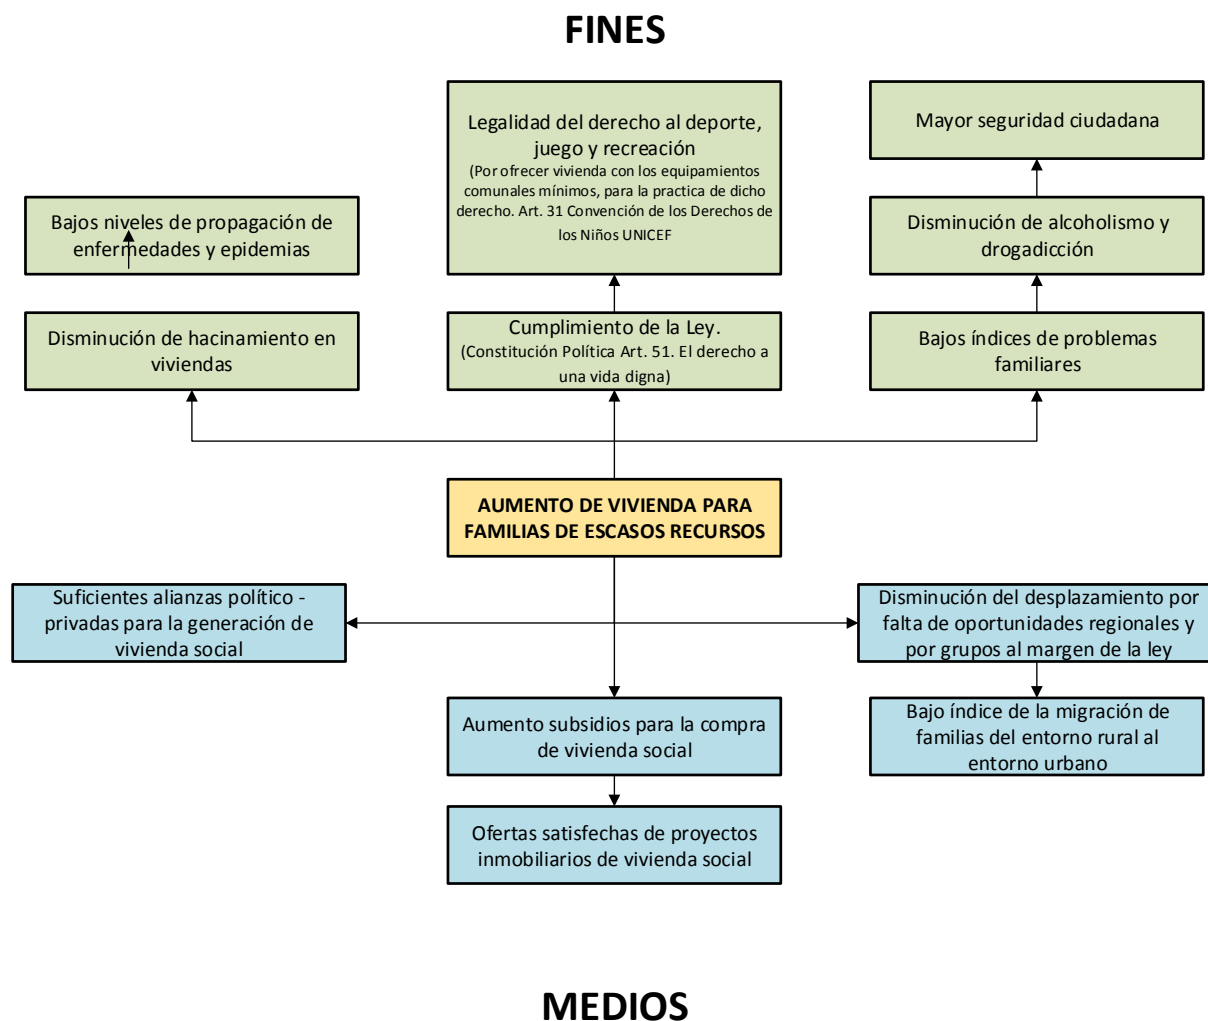 FINES
Legalidad del derecho al deporte,
juego y recreación
(Por ofrecer vivienda con los equipamientos
comunales mínimos, para la practica de dicho
derecho. Art. 31 Convención de los Derechos de
los Niños UNICEF
Mayor seguridad ciudadana
Bajos niveles de propagación de
enfermedades y epidemias
Disminución de alcoholismo y
drogadicción
Disminución de hacinamiento en
viviendas
Cumplimiento de la Ley.
(Constitución Política Art. 51. El derecho a
una vida digna)
Bajos índices de problemas
familiares
AUMENTO DE VIVIENDA PARA
FAMILIAS DE ESCASOS RECURSOS
Suficientes alianzas político -
privadas para la generación de
vivienda social
Disminución del desplazamiento por
falta de oportunidades regionales y
por grupos al margen de la ley
Aumento subsidios para la compra
de vivienda social
Bajo índice de la migración de
familias del entorno rural al
entorno urbano
Ofertas satisfechas de proyectos
inmobiliarios de vivienda social
MEDIOS